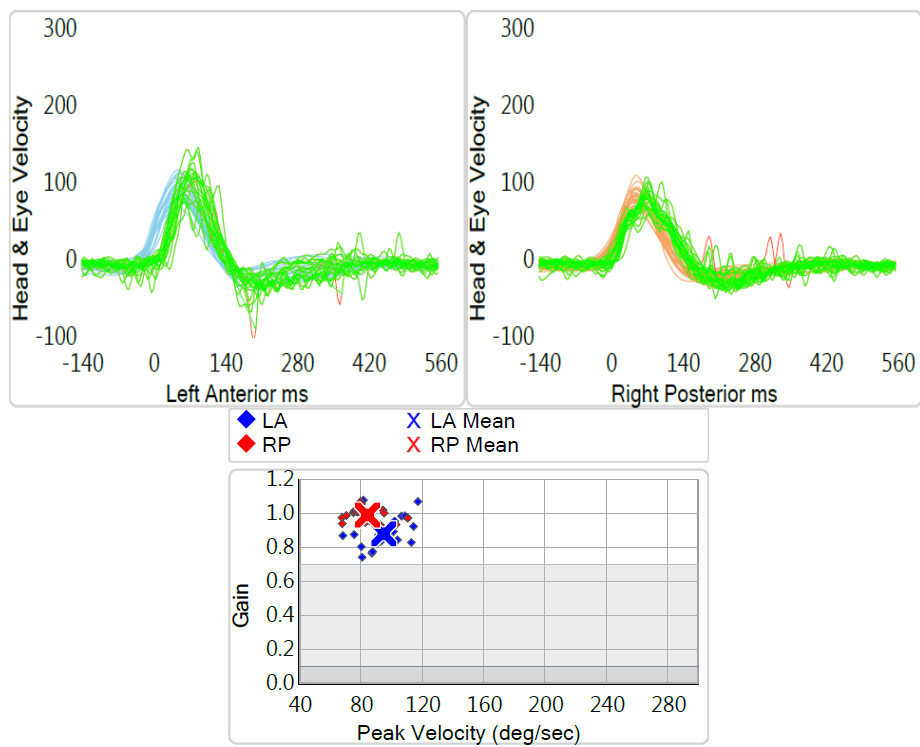 300
200
100
0
-100
Head & Eye Velocity
-140 0 140 280 420 560
Left Anterior ms
300
200
100
0
-100
Head & Eye Velocity
-140 0 140 280 420 560
Right Posterior ms
LA X LA Mean
RP X RP Mean
1.2
1.0
0.8
0.6
0.4
0.2
0.0
Gain
40 80 120 160 200 240 280
Peak Velocity (deg/sec)